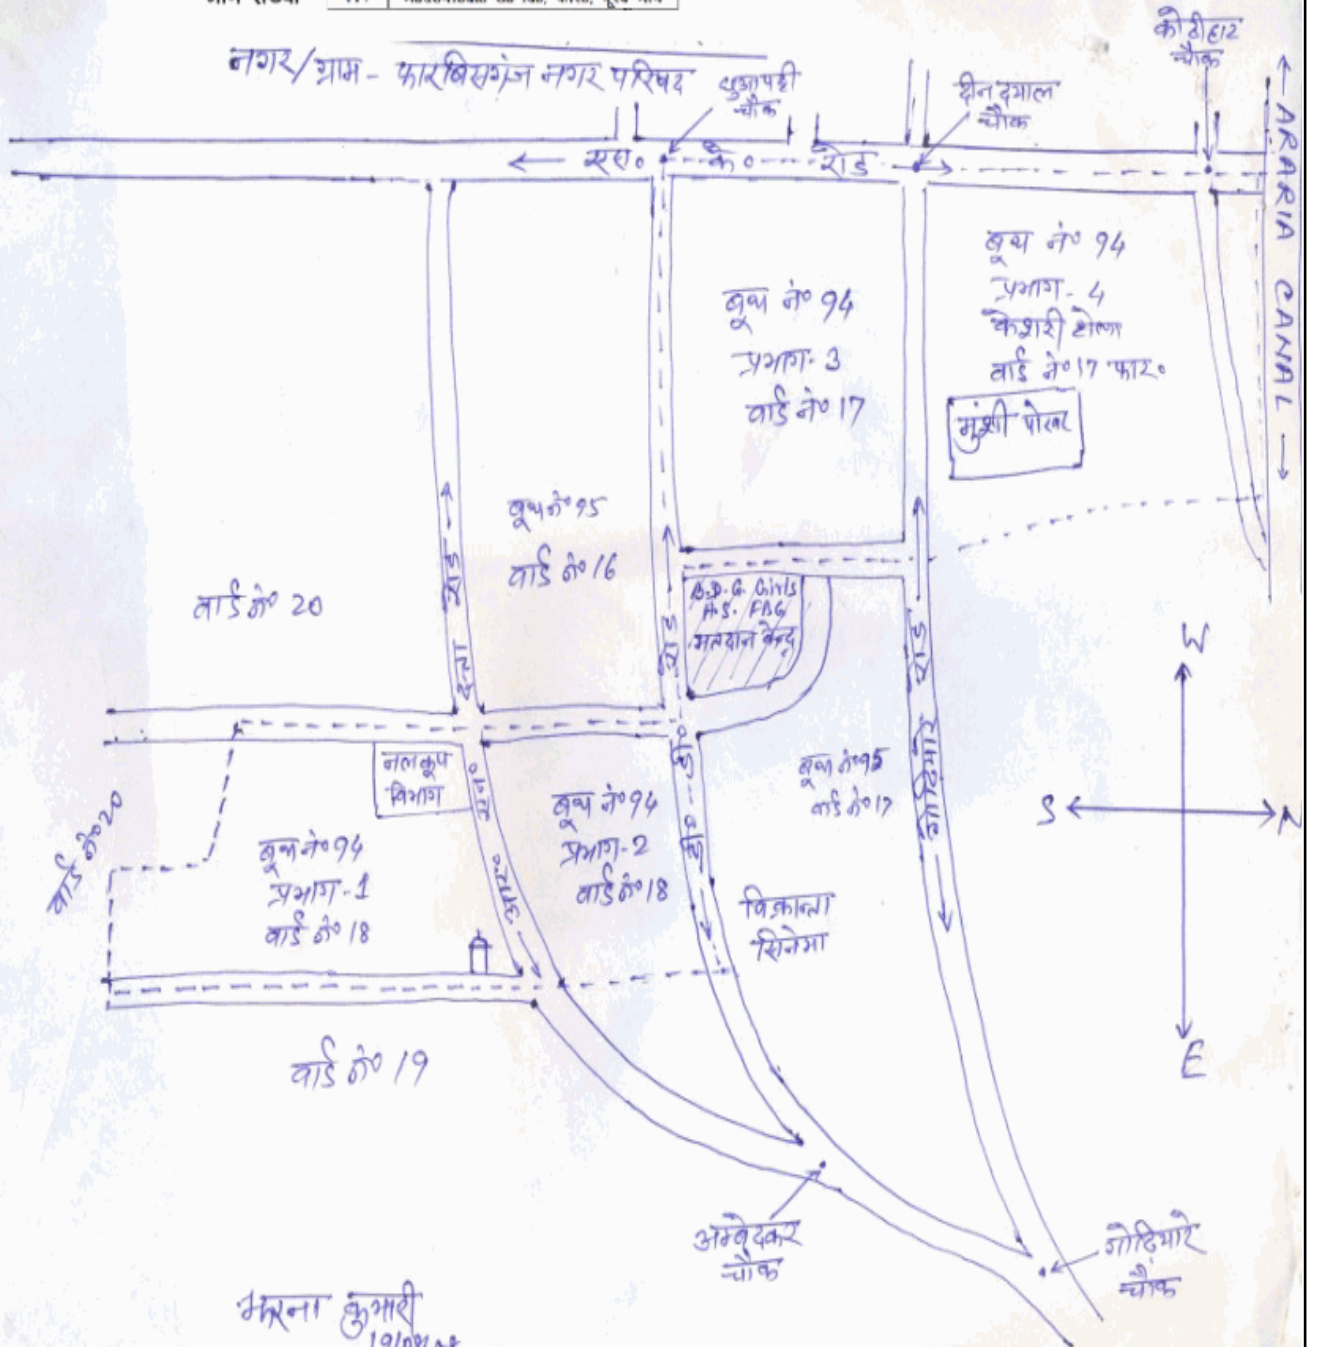 नगर/ग्राम - फारबिसगंज नगर परिषद
कोठीहाट
चौक
सुआपट्टी
चौक
दीनदयाल
चौक
एस० के० रोड
←ARARIA CANAL→
बूथ नं० 94
प्रभाग - 4
केशरी टोला
वार्ड नं० 17 फार०
मुंशी पोखर
बूथ नं० 94
प्रभाग - 3
वार्ड नं० 17
बूथ नं० 95
वार्ड नं० 16
वार्ड नं० 20
B.D.G. Girls
H.S. FBG
मतदान केन्द्र
रोड
रोड
गोढ़ियारे रोड
W
S
N
E
नलकूप
विभाग
बूथ नं० 95
वार्ड नं० 17
बूथ नं० 94
प्रभाग - 2
वार्ड नं० 18
वार्ड नं० 20
बूथ नं० 94
प्रभाग - 1
वार्ड नं० 18
विक्रान्ता
सिनेमा
वार्ड नं० 19
अम्बेदकर
चौक
गोढ़ियारे
चौक
झरना कुमारी